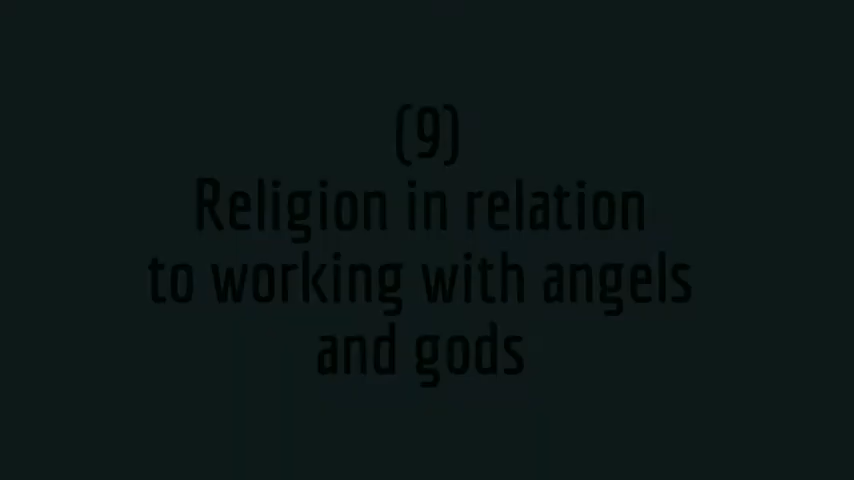 (9)
Religion in relation
to working with angels
and gods